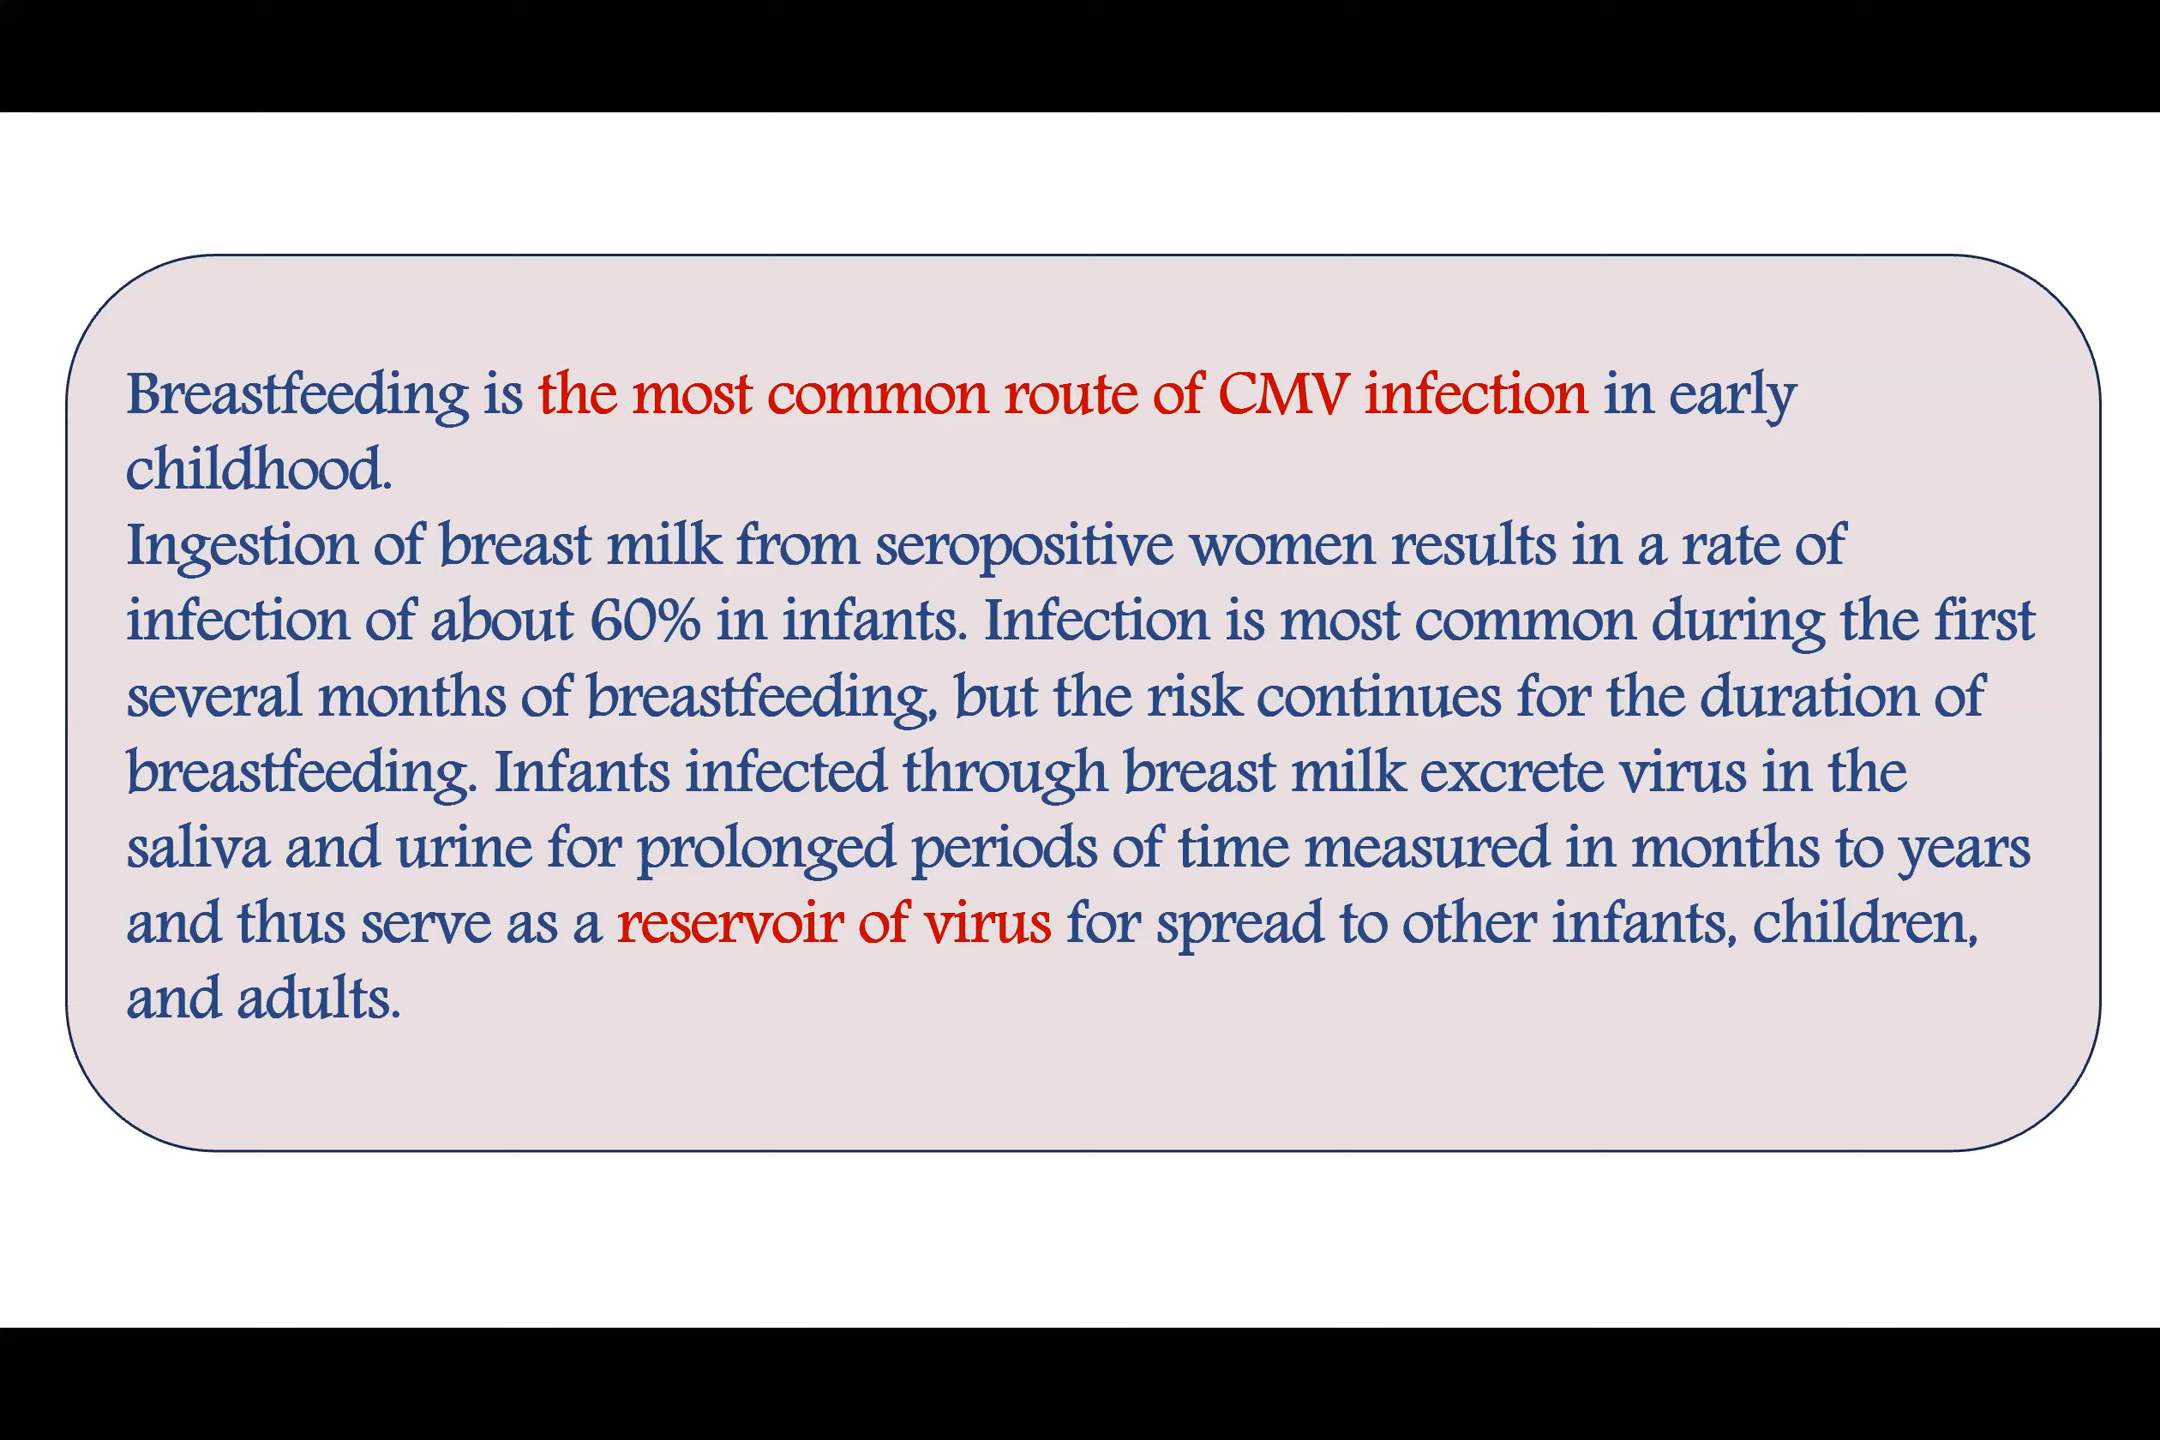 Breastfeeding is the most common route of CMV infection in early
childhood.
Ingestion of breast milk from seropositive women results in a rate of
infection of about 60% in infants. Infection is most common during the first
several months of breastfeeding, but the risk continues for the duration of
breastfeeding. Infants infected through breast milk excrete virus in the
saliva and urine for prolonged periods of time measured in months to years
and thus serve as a reservoir of virus for spread to other infants, children,
and adults.